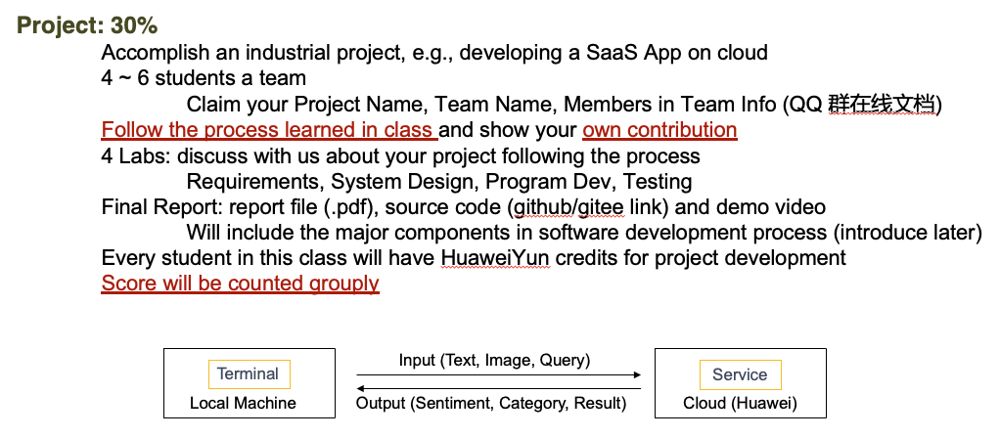 Project: 30%
Accomplish an industrial project, e.g., developing a SaaS App on cloud
4 ~ 6 students a team
Claim your Project Name, Team Name, Members in Team Info (QQ 群在线文档)
Follow the process learned in class and show your own contribution
4 Labs: discuss with us about your project following the process
Requirements, System Design, Program Dev, Testing
Final Report: report file (.pdf), source code (github/gitee link) and demo video
Will include the major components in software development process (introduce later)
Every student in this class will have HuaweiYun credits for project development
Score will be counted grouply
Terminal
Local Machine
Input (Text, Image, Query)
Output (Sentiment, Category, Result)
Service
Cloud (Huawei)